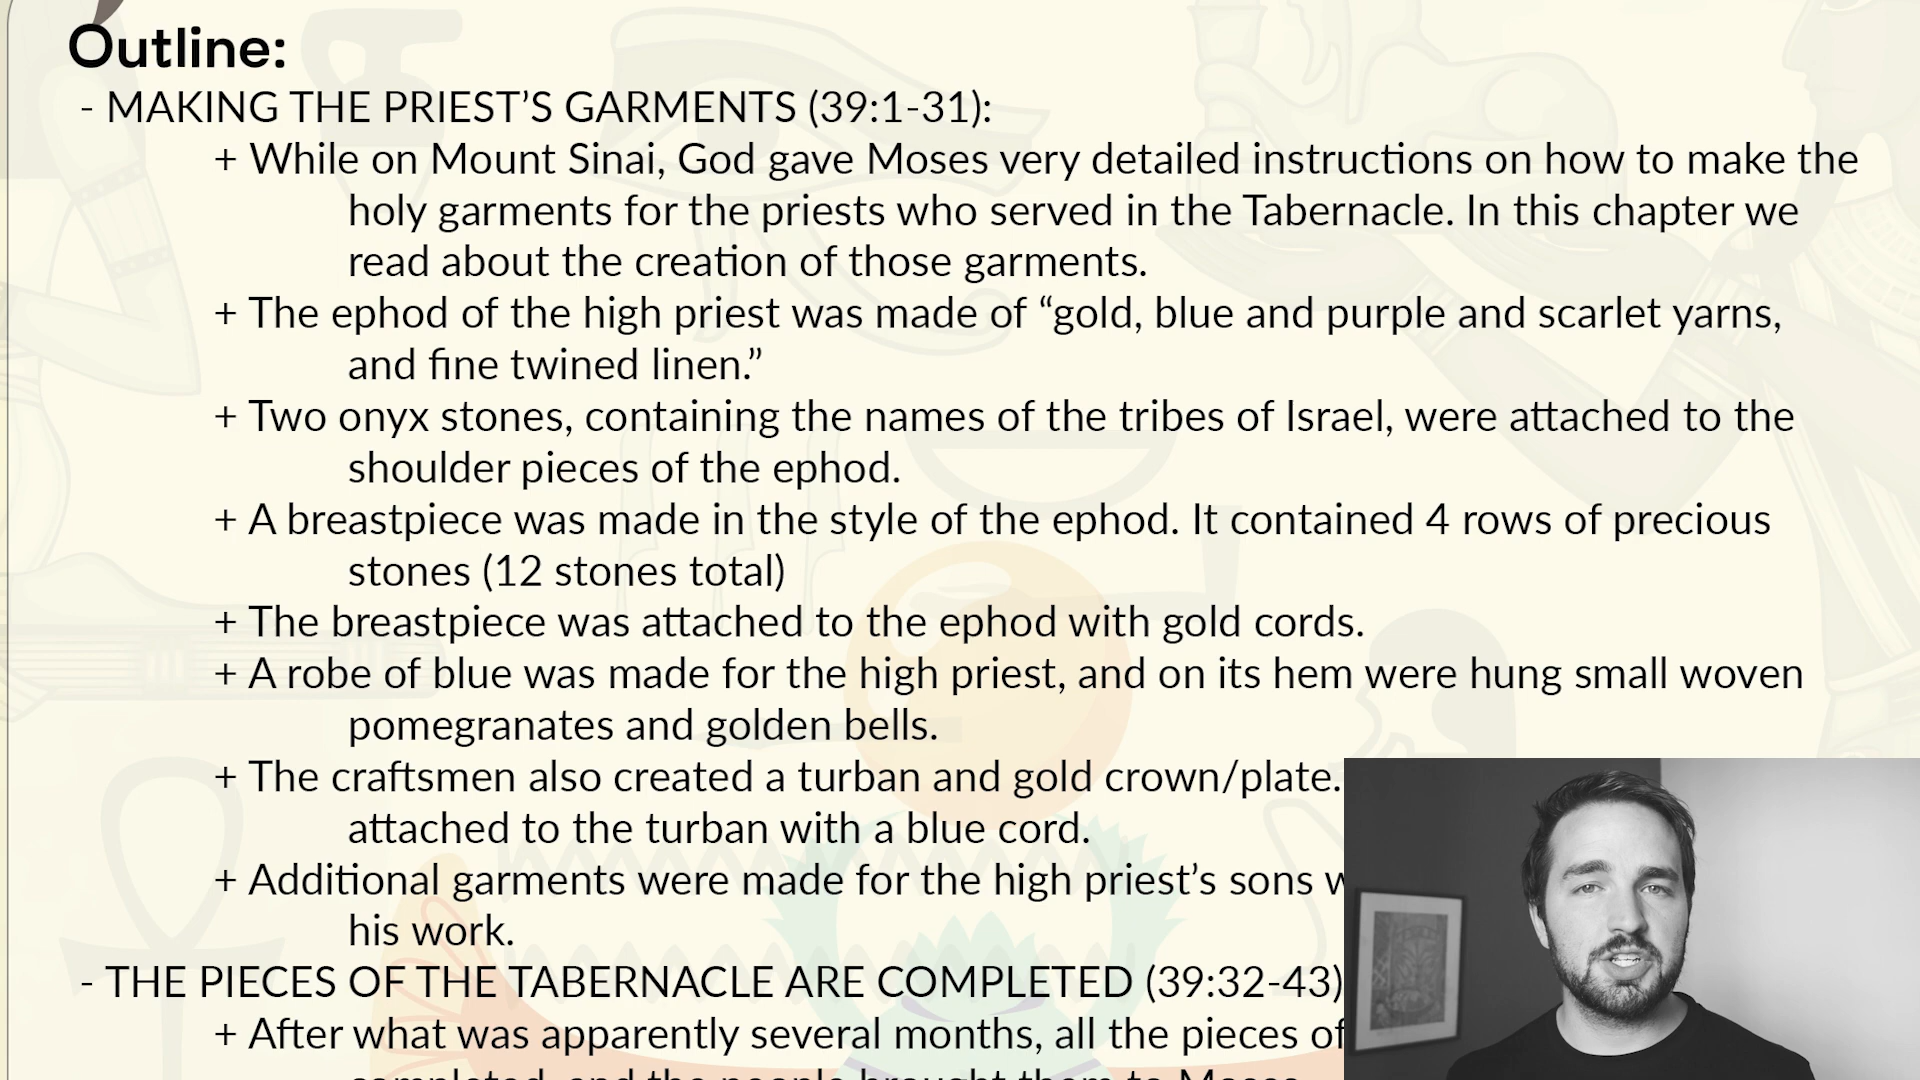 Outline:
- MAKING THE PRIEST’S GARMENTS (39:1-31):
+ While on Mount Sinai, God gave Moses very detailed instructions on how to make the
holy garments for the priests who served in the Tabernacle. In this chapter we
read about the creation of those garments.
+ The ephod of the high priest was made of “gold, blue and purple and scarlet yarns,
and fine twined linen.”
+ Two onyx stones, containing the names of the tribes of Israel, were attached to the
shoulder pieces of the ephod.
+ A breastpiece was made in the style of the ephod. It contained 4 rows of precious
stones (12 stones total)
+ The breastpiece was attached to the ephod with gold cords.
+ A robe of blue was made for the high priest, and on its hem were hung small woven
pomegranates and golden bells.
+ The craftsmen also created a turban and gold crown/plate.
attached to the turban with a blue cord.
+ Additional garments were made for the high priest’s sons
his work.
- THE PIECES OF THE TABERNACLE ARE COMPLETED (39:32-43)
+ After what was apparently several months, all the pieces of
completed, and the people brought them to Moses.